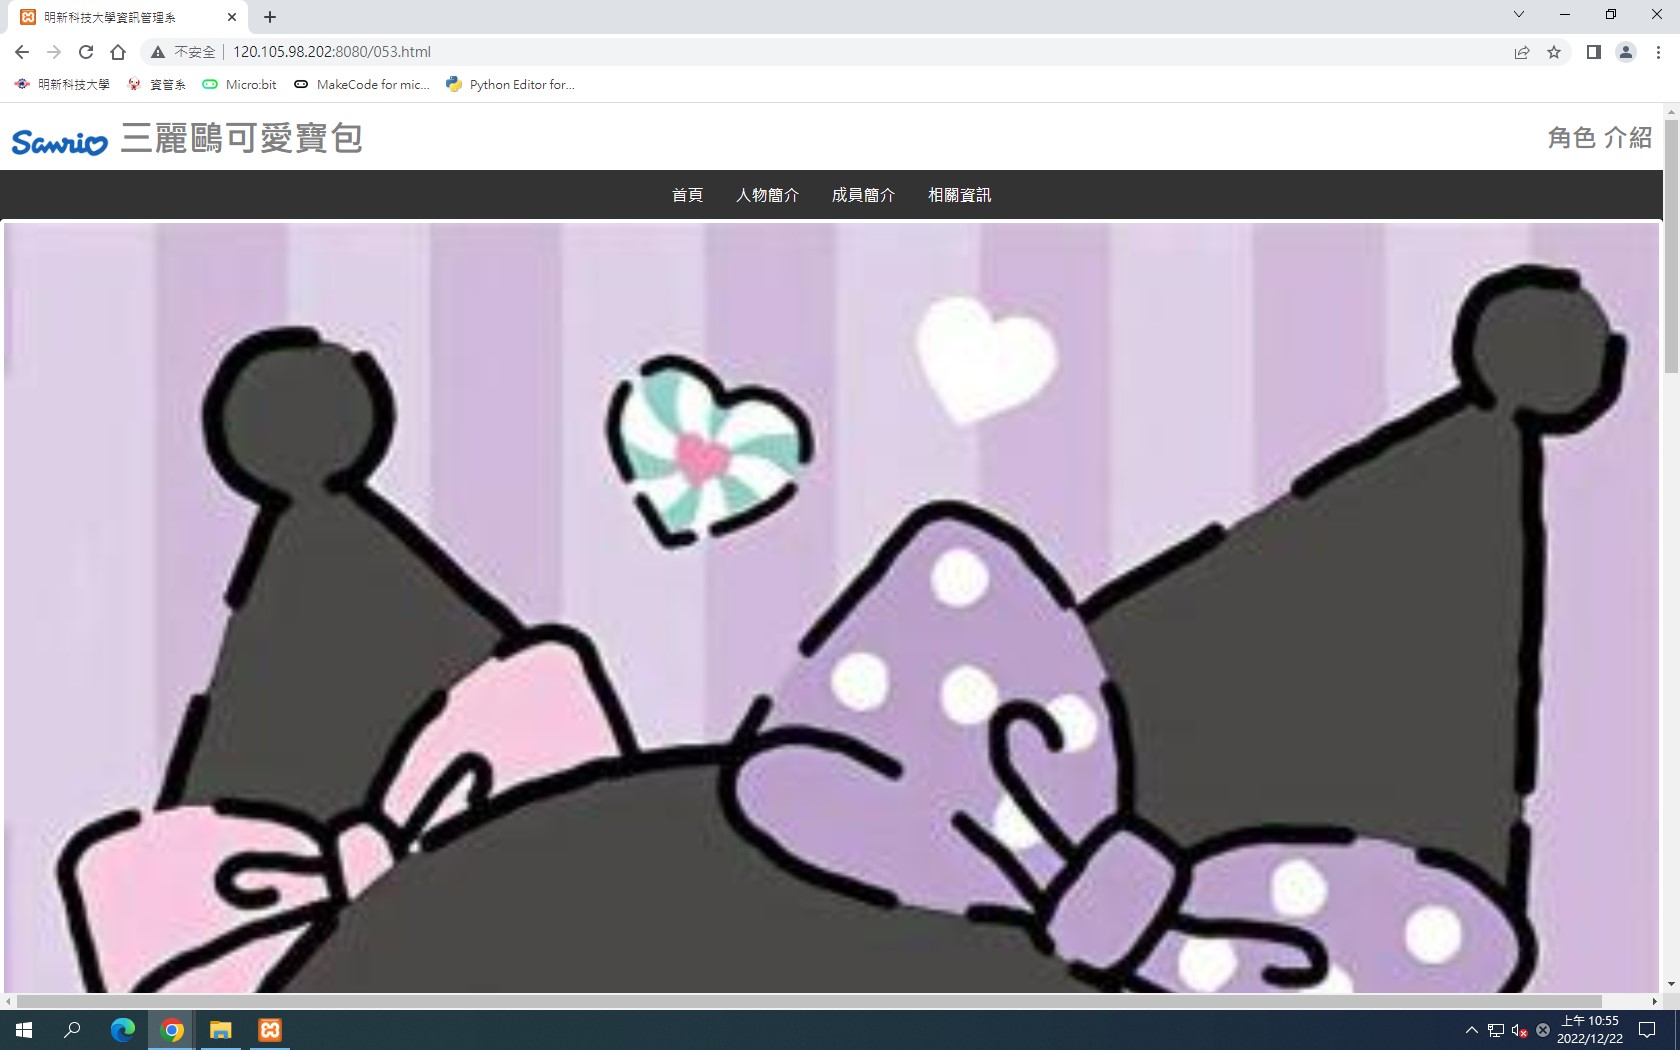 明新科技大學資訊管理系
不安全 120.105.98.202:8080/053.html
明新科技大學 資管系 Micro:bit MakeCode for mic... Python Editor for...
Sanrio 三麗鷗可愛寶包 角色 介紹
首頁 人物簡介 成員簡介 相關資訊
上午 10:55
2022/12/22